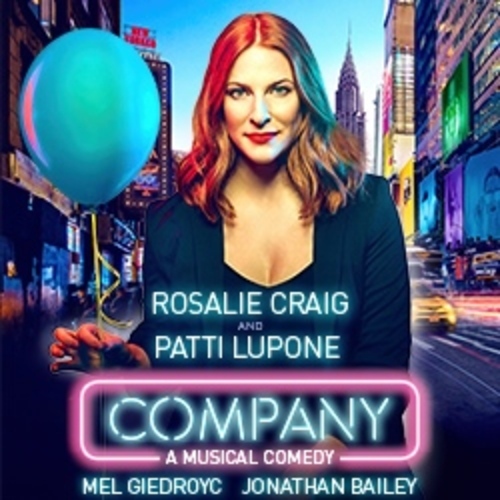 ROSALIE CRAIG
AND
PATTI LUPONE
COMPANY
A MUSICAL COMEDY
MEL GIEDROYC JONATHAN BAILEY